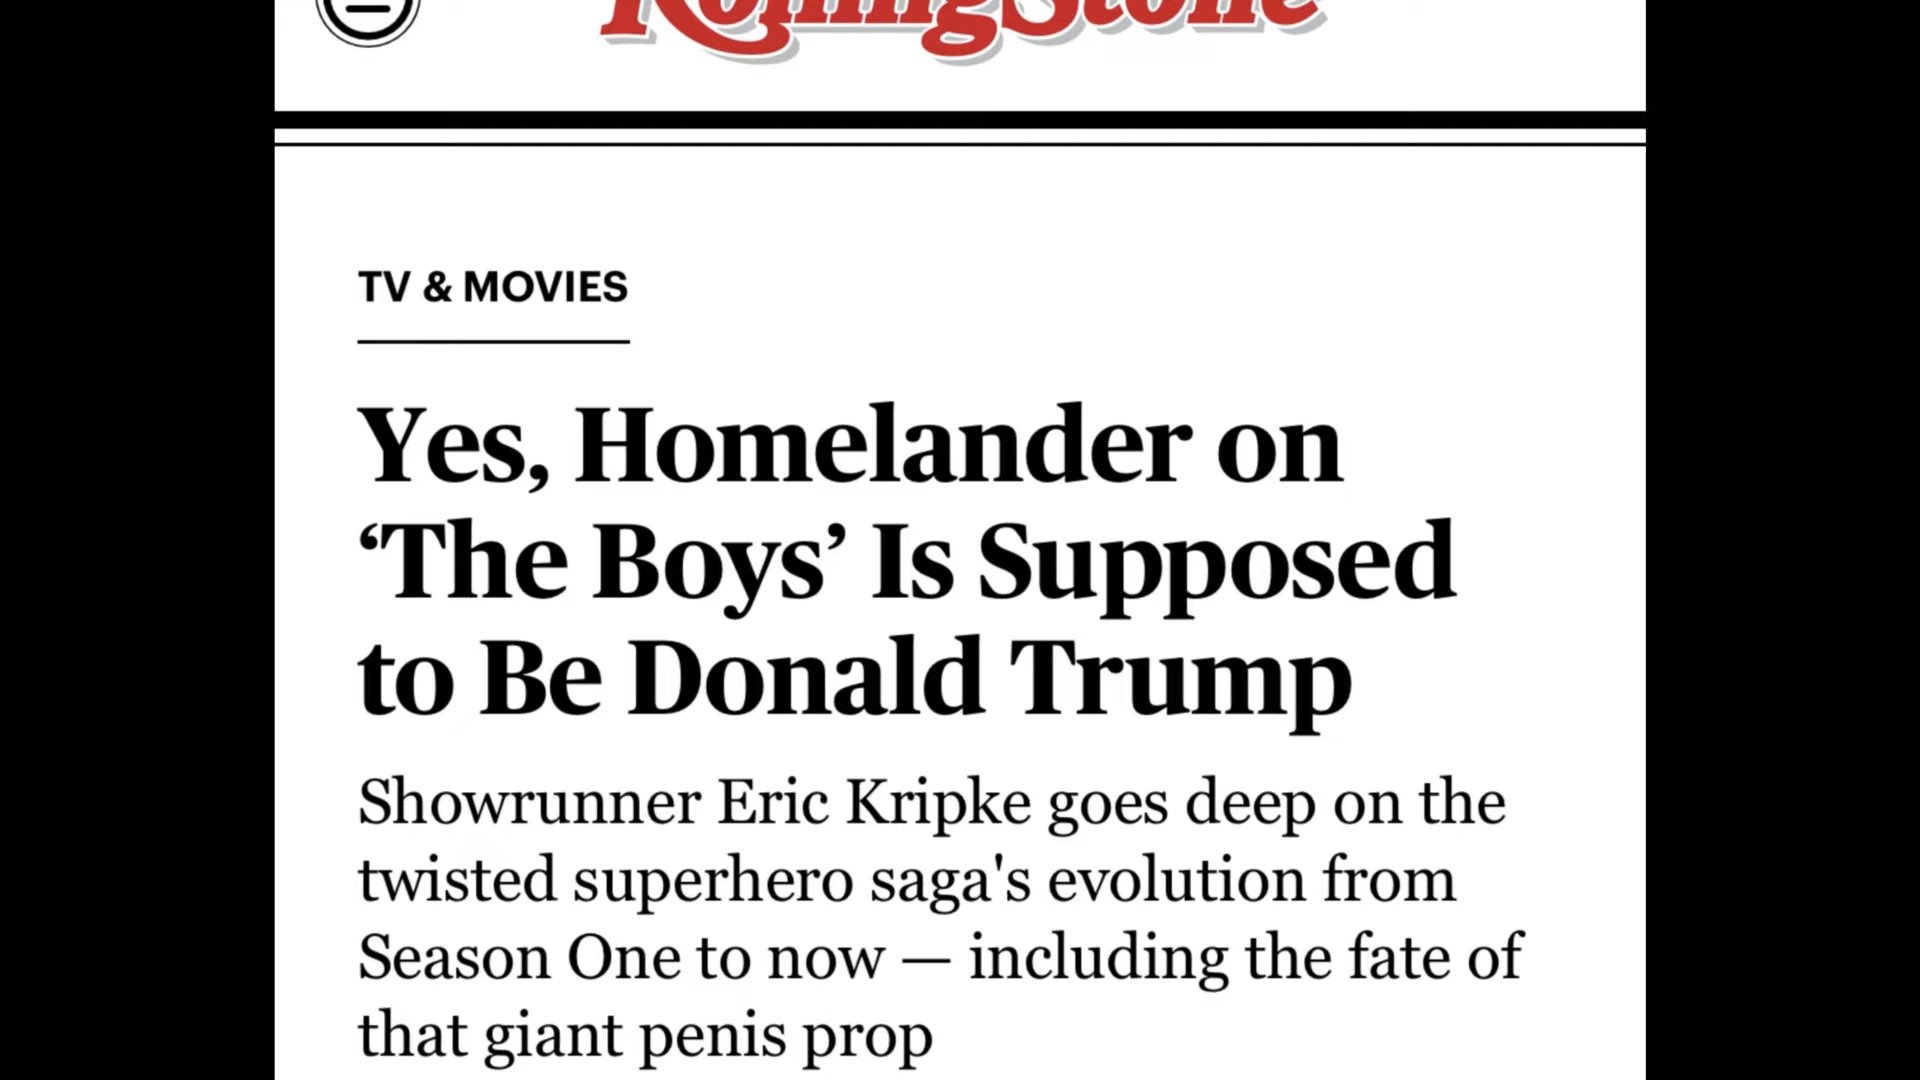 RollingStone
TV & MOVIES
Yes, Homelander on
‘The Boys’ Is Supposed
to Be Donald Trump
Showrunner Eric Kripke goes deep on the
twisted superhero saga's evolution from
Season One to now — including the fate of
that giant penis prop